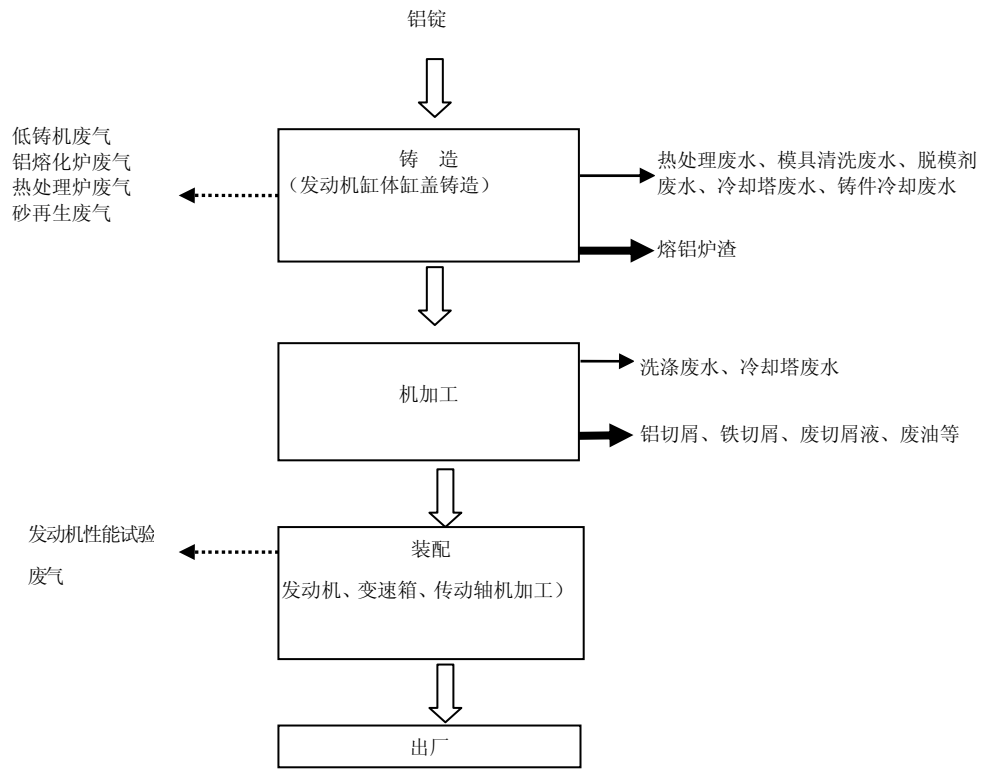 铝锭
低铸机废气
铝熔化炉废气
热处理炉废气
砂再生废气
铸 造
（发动机缸体缸盖铸造）
热处理废水、模具清洗废水、脱模剂
废水、冷却塔废水、铸件冷却废水
熔铝炉渣
机加工
洗涤废水、冷却塔废水
铝切屑、铁切屑、废切屑液、废油等
发动机性能试验
废气
装配
发动机、变速箱、传动轴机加工）
出厂